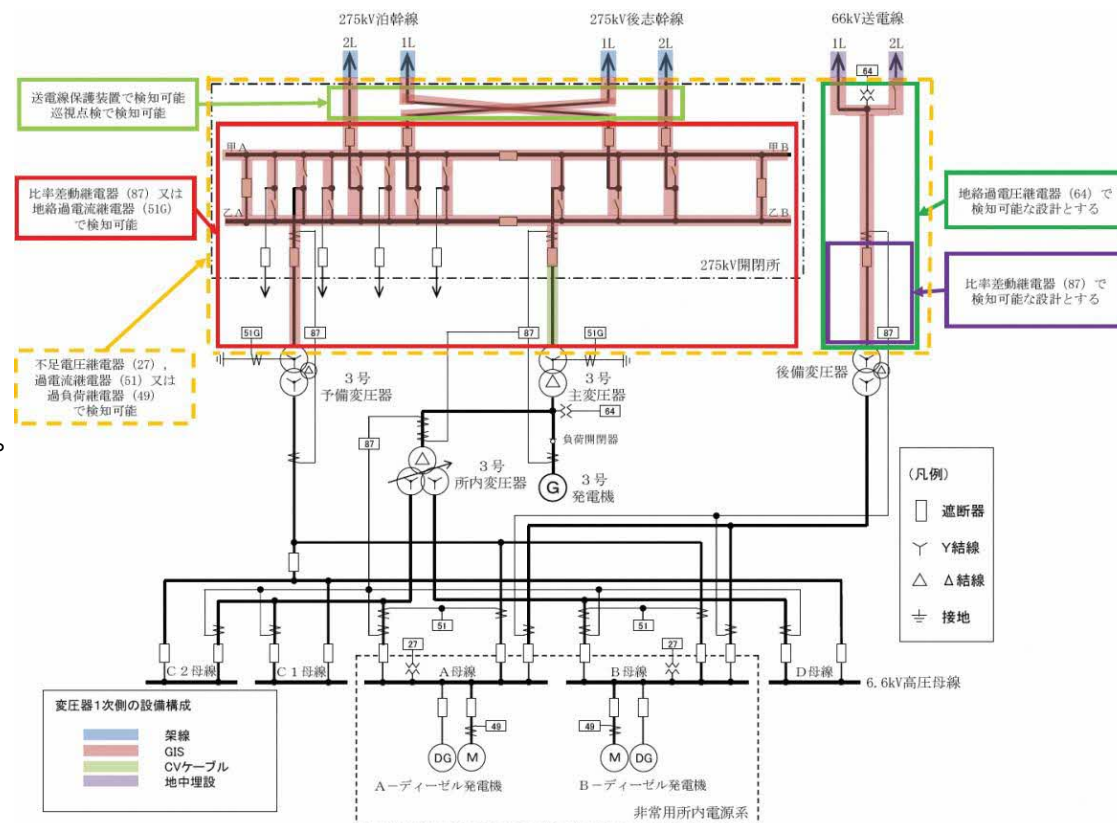 275kV泊幹線
275kV後志幹線
66kV送電線
2L
1L
1L
2L
1L
2L
64
送電線保護装置で検知可能
巡視点検で検知可能
甲A
甲B
比率差動継電器（87）又は
地絡過電流継電器（51G）
で検知可能
地絡過電圧継電器（64）で
検知可能な設計とする
乙A
乙B
275kV開閉所
比率差動継電器（87）で
検知可能な設計とする
51G
87
87
51G
87
不足電圧継電器（27），
過電流継電器（51）又は
過負荷継電器（49）
で検知可能
3号
予備変圧器
3号
主変圧器
後備変圧器
64
。
87
負荷開閉器
3号
所内変圧器
G
3号
発電機
（凡例）
遮断器
Y結線
Δ結線
接地
51
51
27
27
C2母線
C1母線
A母線
B母線
D母線
6.6kV高圧母線
変圧器1次側の設備構成
架線
GIS
CVケーブル
地中埋設
49
49
DG
M
M
DG
A－ディーゼル発電機
B－ディーゼル発電機
非常用所内電源系